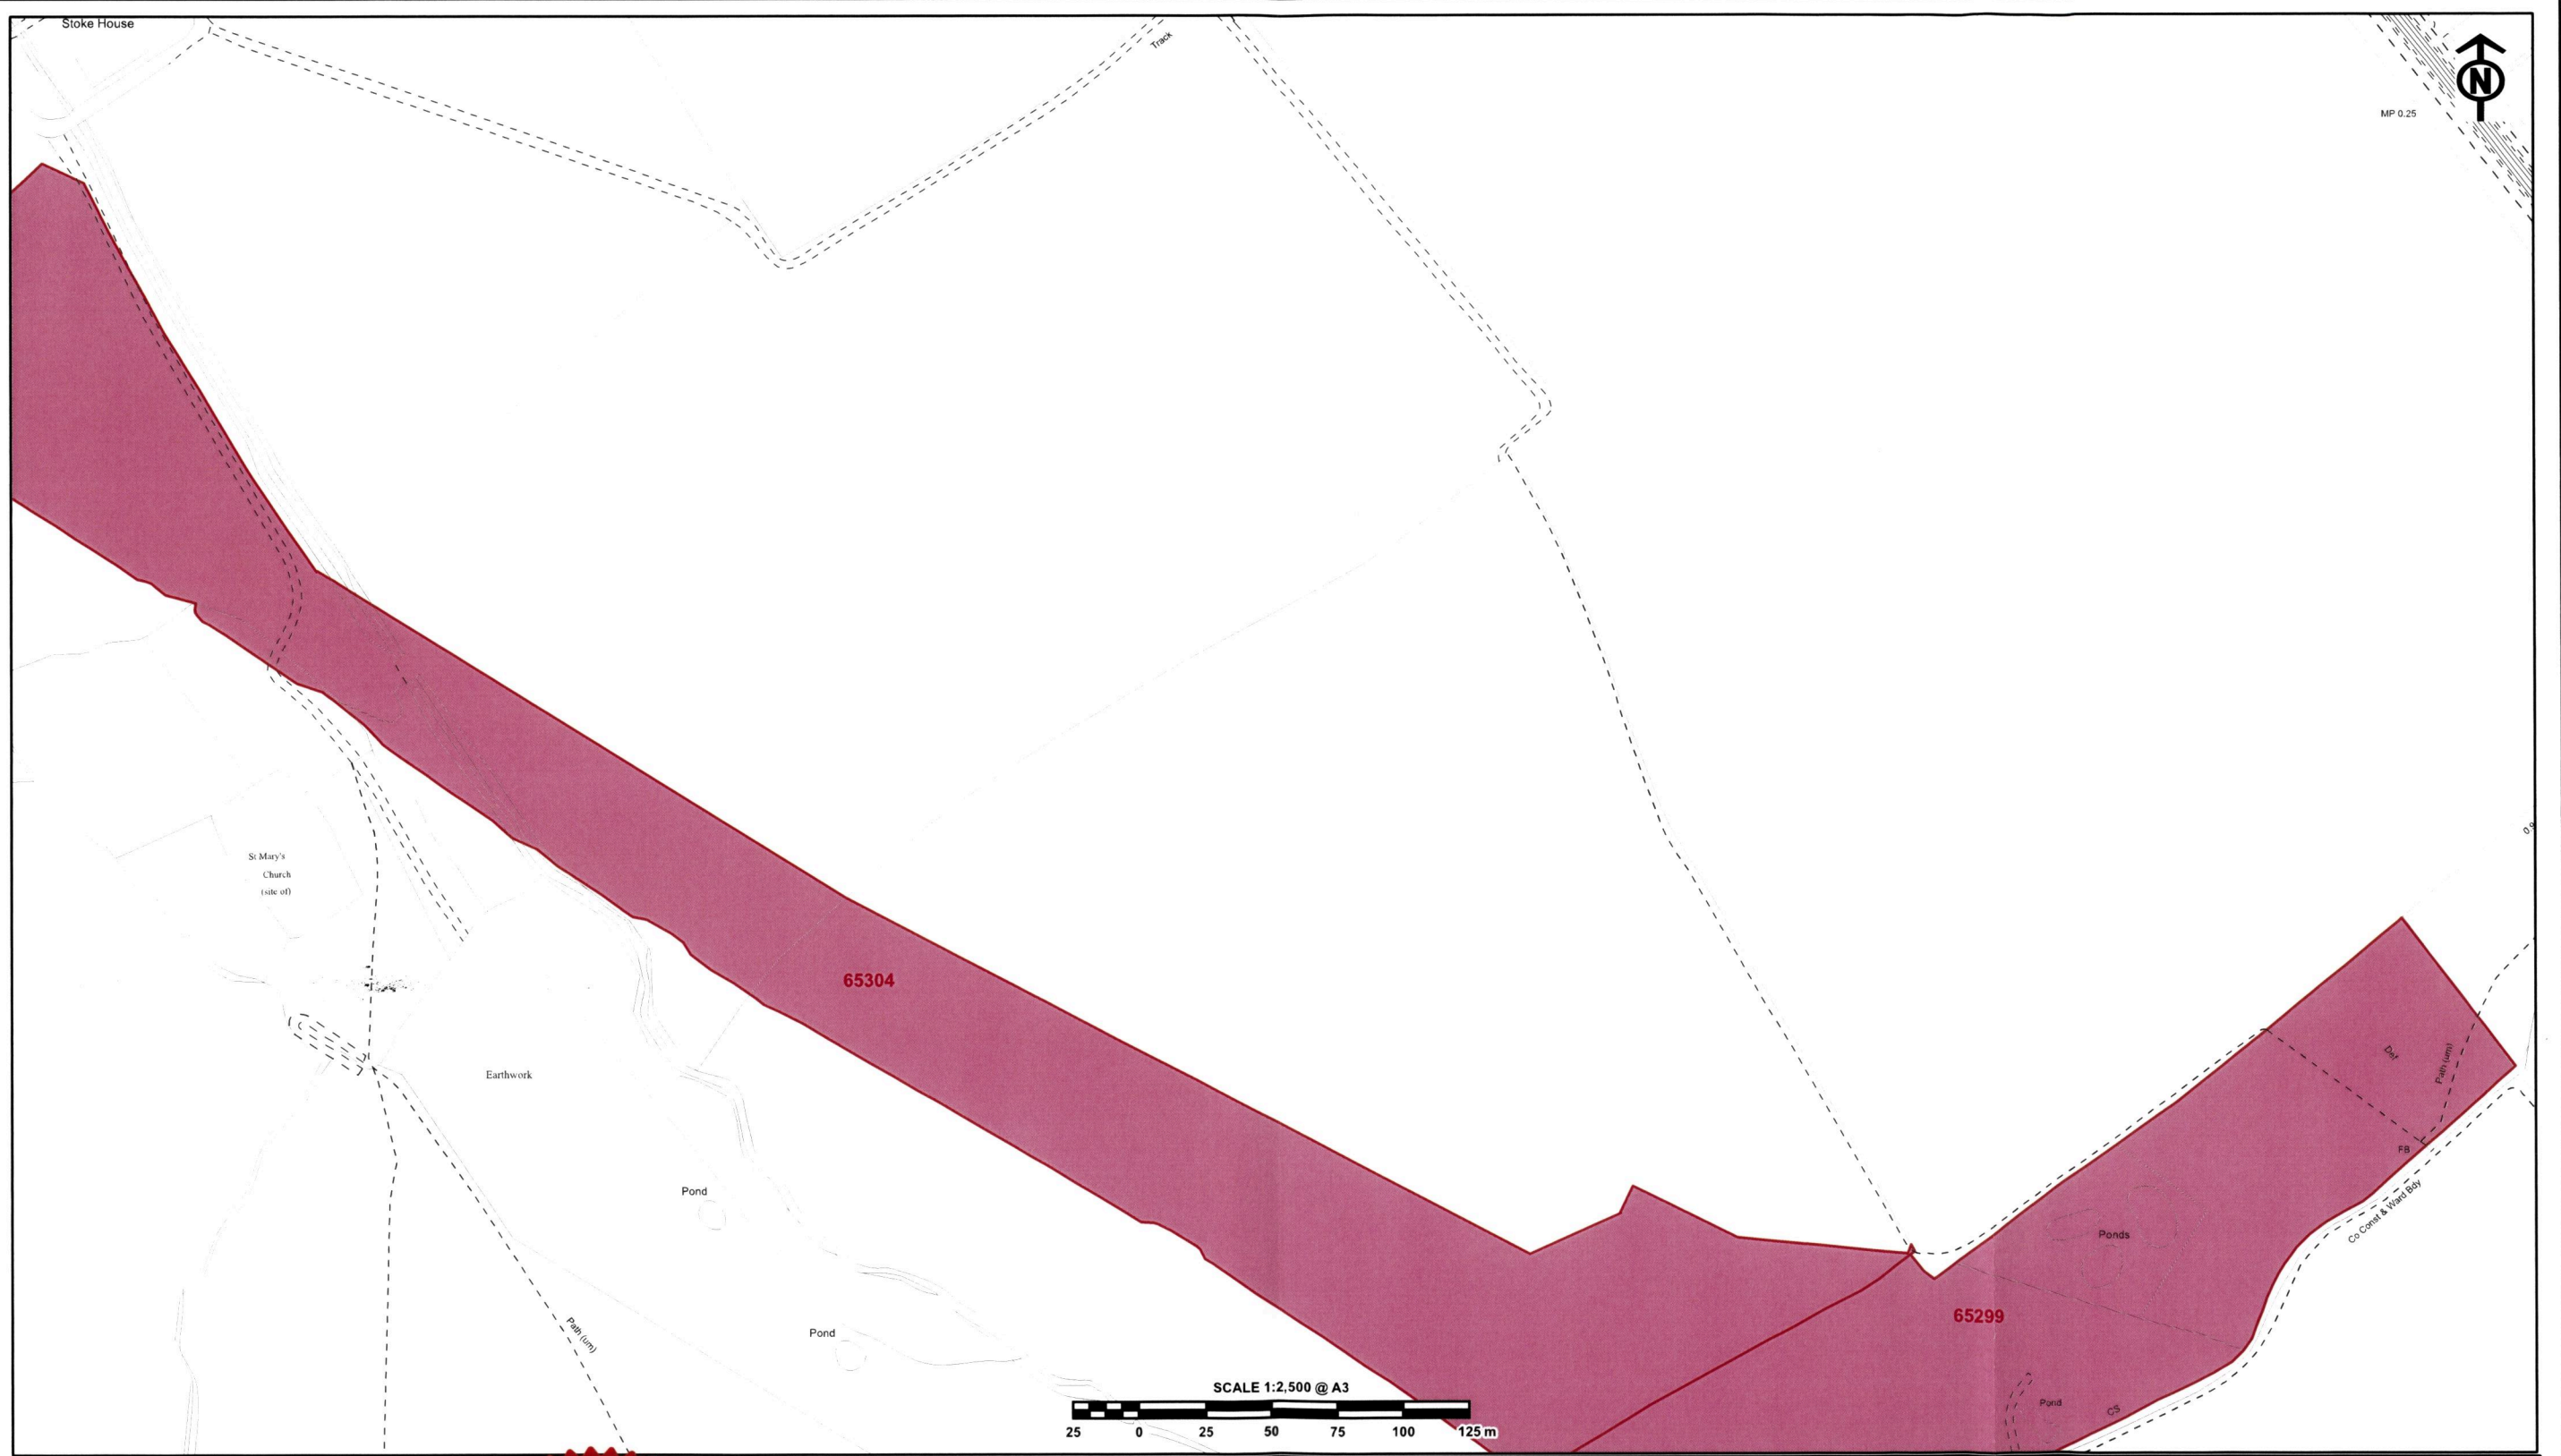 Stoke House
Track
N
MP 0.25
St Mary's
Church
(site of)
65304
Earthwork
Def
Path (um)
FB
Pond
Co Const & Ward Bdy
Ponds
65299
Path (um)
Pond
SCALE 1:2,500 @ A3
25 0 25 50 75 100 125 m
Pond
CS